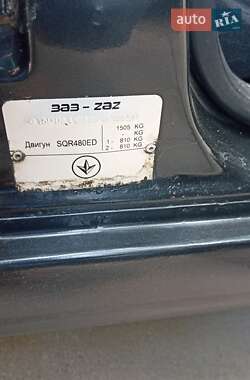 AUTO
RIA
ЗАЗ - ZAZ
1505 KG
- KG
Двигун SQR480ED 1 - 810 KG
2 - 810 KG